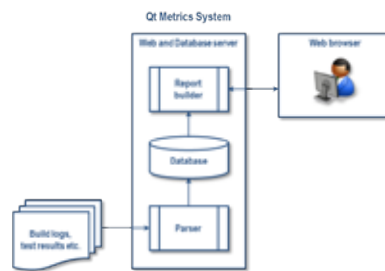 Qt Metrics System
Web and Database server
Web browser
Report
builder
Database
Build logs,
test results etc.
Parser